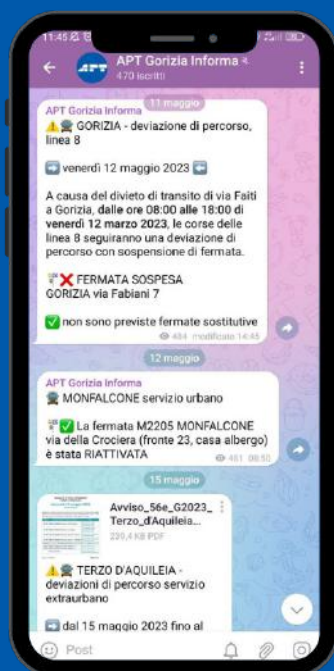 11:45
APT Gorizia Informa
470 iscritti
APT
11 maggio
APT Gorizia Informa
GORIZIA - deviazione di percorso,
linea 8
venerdì 12 maggio 2023
A causa del divieto di transito di via Faiti
a Gorizia, dalle ore 08:00 alle 18:00 di
venerdì 12 marzo 2023, le corse delle
linea 8 seguiranno una deviazione di
percorso con sospensione di fermata.
FERMATA SOSPESA
GORIZIA via Fabiani 7
non sono previste fermate sostitutive
484 modificato 14:46
12 maggio
APT Gorizia Informa
MONFALCONE servizio urbano
La fermata M2205 MONFALCONE
via della Crociera (fronte 23, casa albergo)
è stata RIATTIVATA
451 08:50
15 maggio
Avviso_56e_G2023_
Terzo_d'Aquileia...
239,4 KB PDF
TERZO D'AQUILEIA -
deviazioni di percorso servizio
extraurbano
dal 15 maggio 2023 fino al
Post